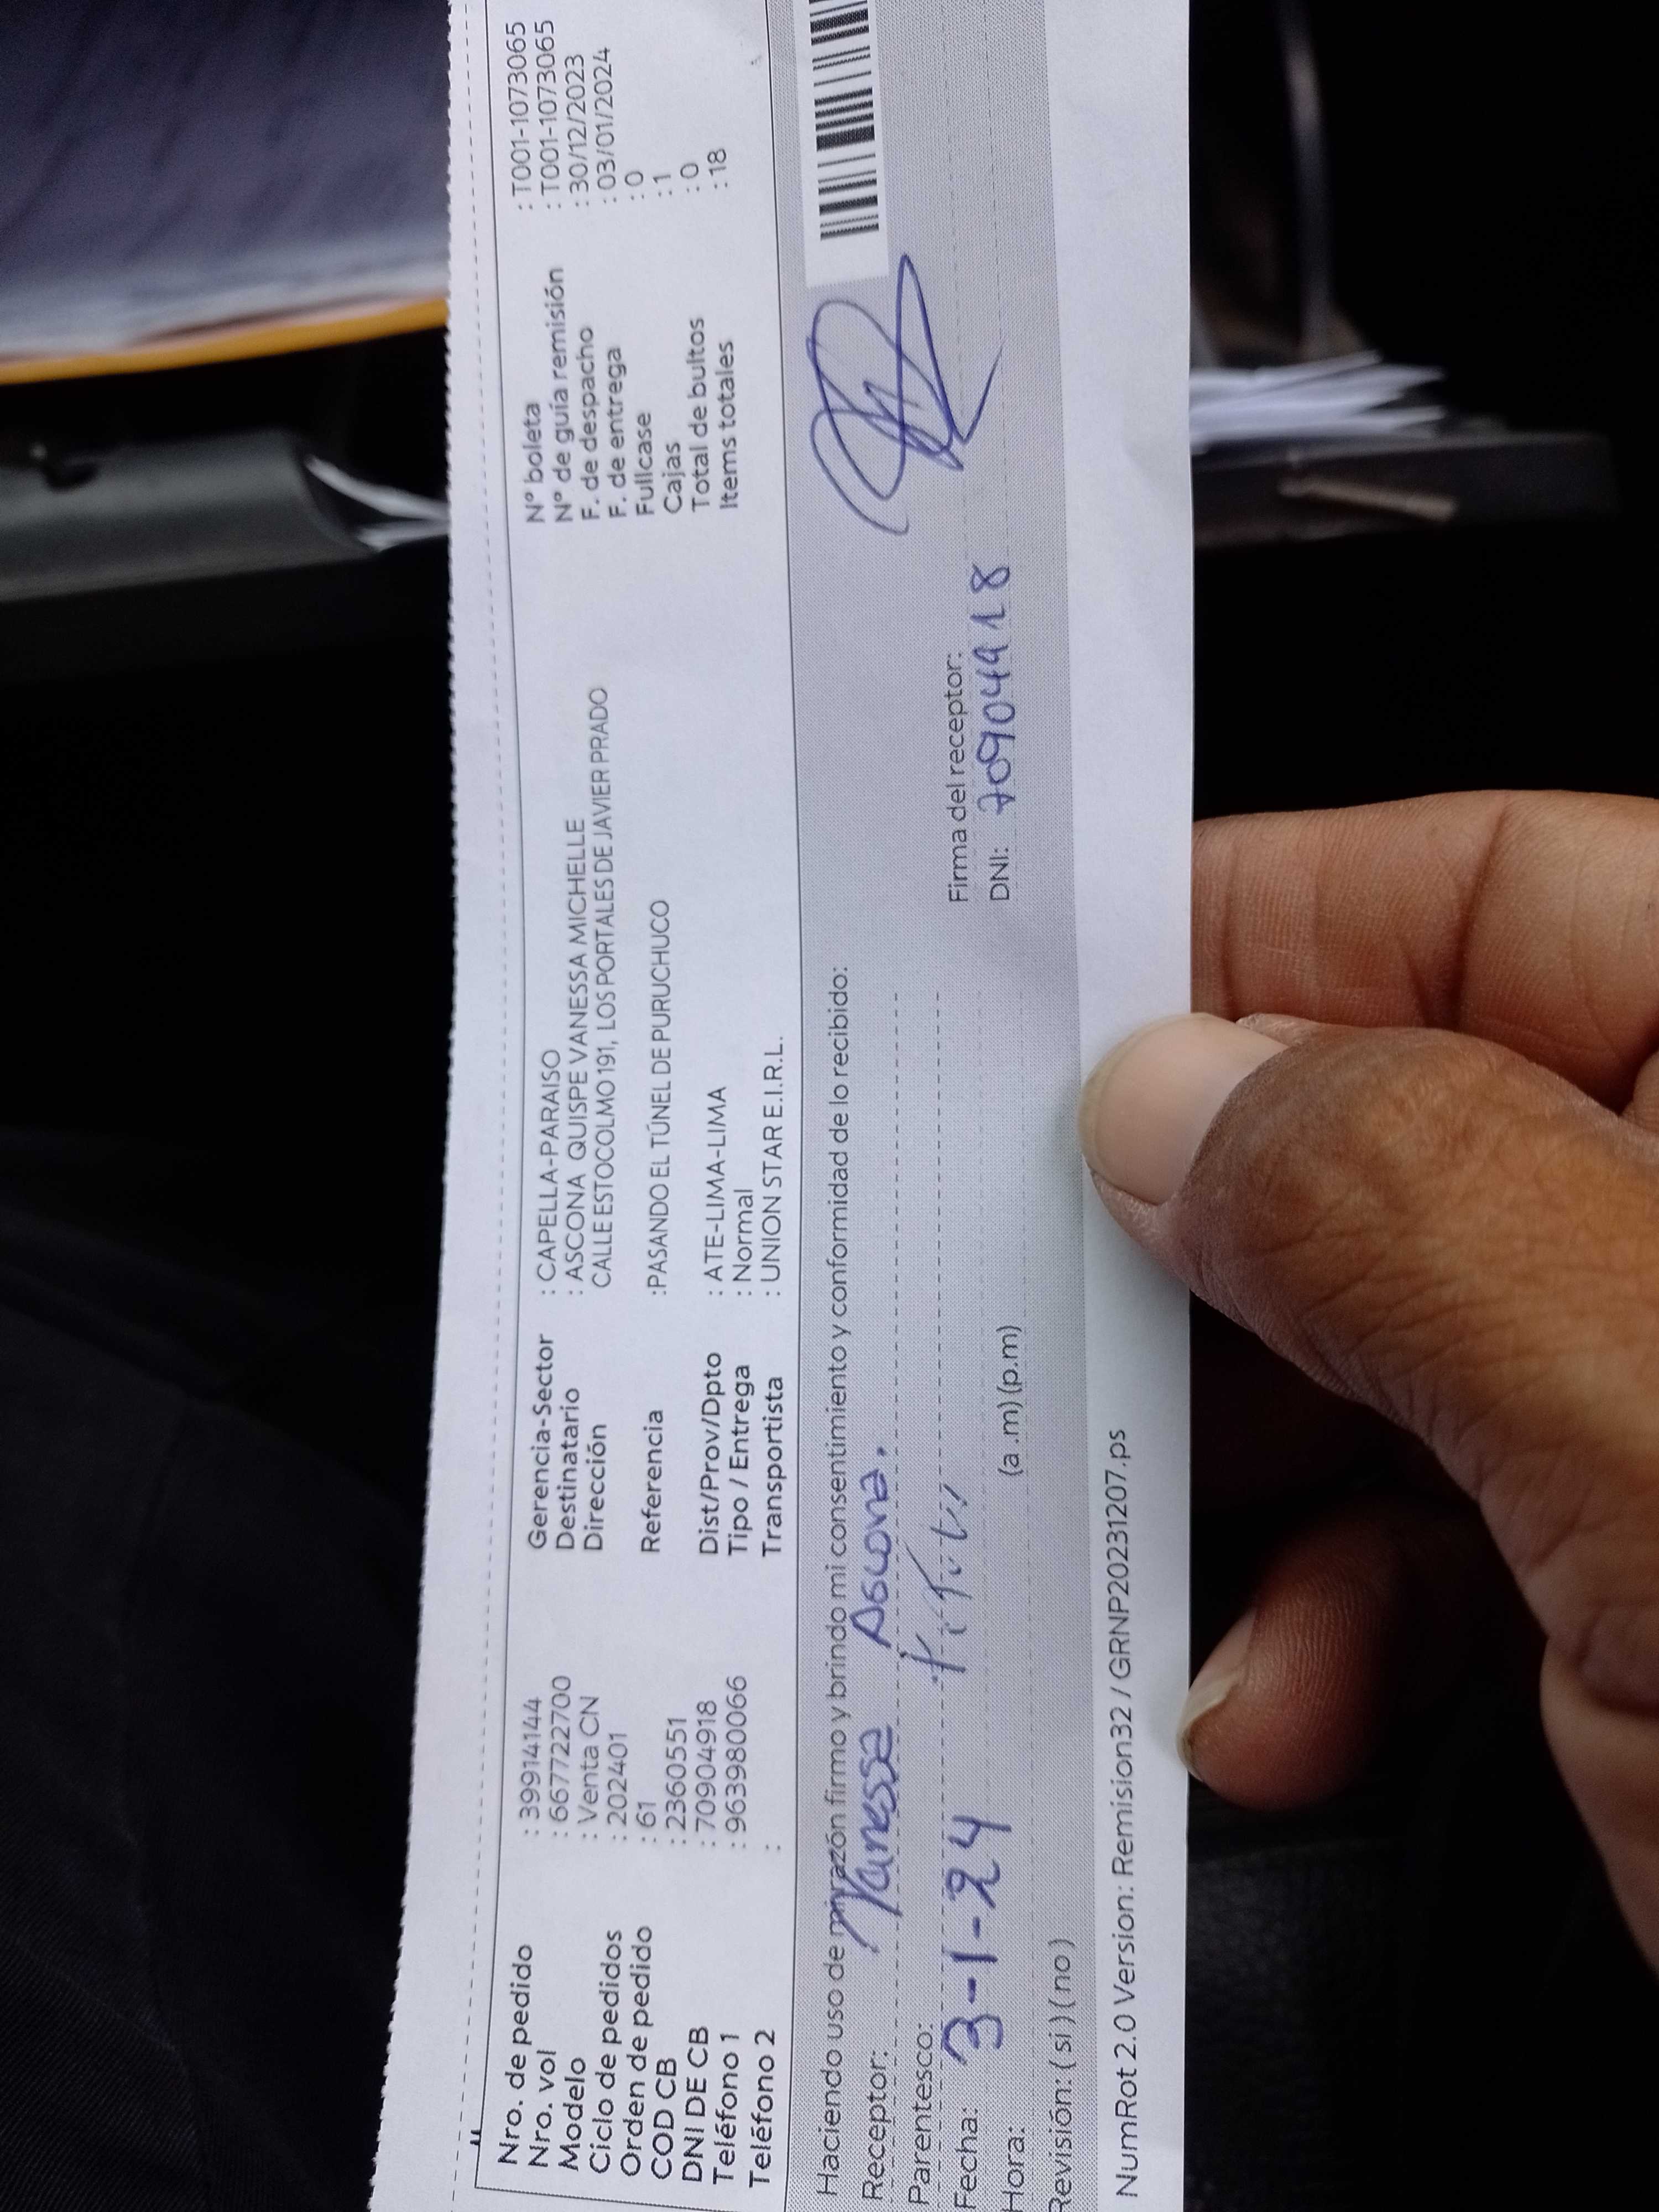 Nro. de pedido : 39914144
Nro. vol : 6677222700
Modelo : Venta CN
Ciclo de pedidos : 202401
Orden de pedido : 61
COD CB : 2360551
DNI DE CB : 70904918
Teléfono 1 : 963980066
Teléfono 2 :
Gerencia-Sector : CAPELLA-PARAISO
Destinatario : ASCONA QUISPE VANESSA MICHELLE
Dirección CALLE ESTOCOLMO 191, LOS PORTALES DE JAVIER PRADO
Referencia :PASANDO EL TÚNEL DE PURUCHUCO
Dist/Prov/Dpto : ATE-LIMA-LIMA
Tipo / Entrega : Normal
Transportista : UNION STAR E.I.R.L.
N° boleta : T001-1073065
N° de guía remisión : T001-1073065
F. de despacho : 30/12/2023
F. de entrega : 03/01/2024
Fullcase : 0
Cajas : 1
Total de bultos : 0
Items totales : 18
Haciendo uso de mi razón firmo y brindo mi consentimiento y conformidad de lo recibido:
Receptor: Vanessa Ascona.
Parentesco:
Fecha: 3-1-24
Hora: (a.m) (p.m)
Revisión: ( si ) ( no )
Firma del receptor:
DNI: 70904918
NumRot 2.0 Version: Remision32 / GRNP20231207.ps